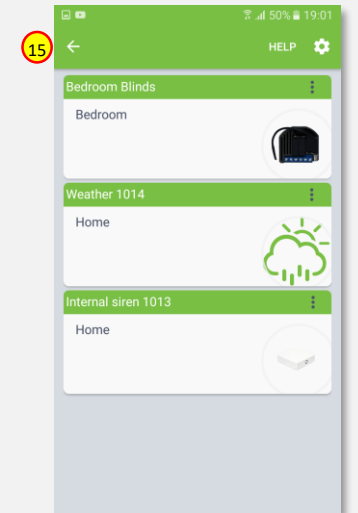 50% 19:01
15
HELP
Bedroom Blinds
Bedroom
Weather 1014
Home
Internal siren 1013
Home